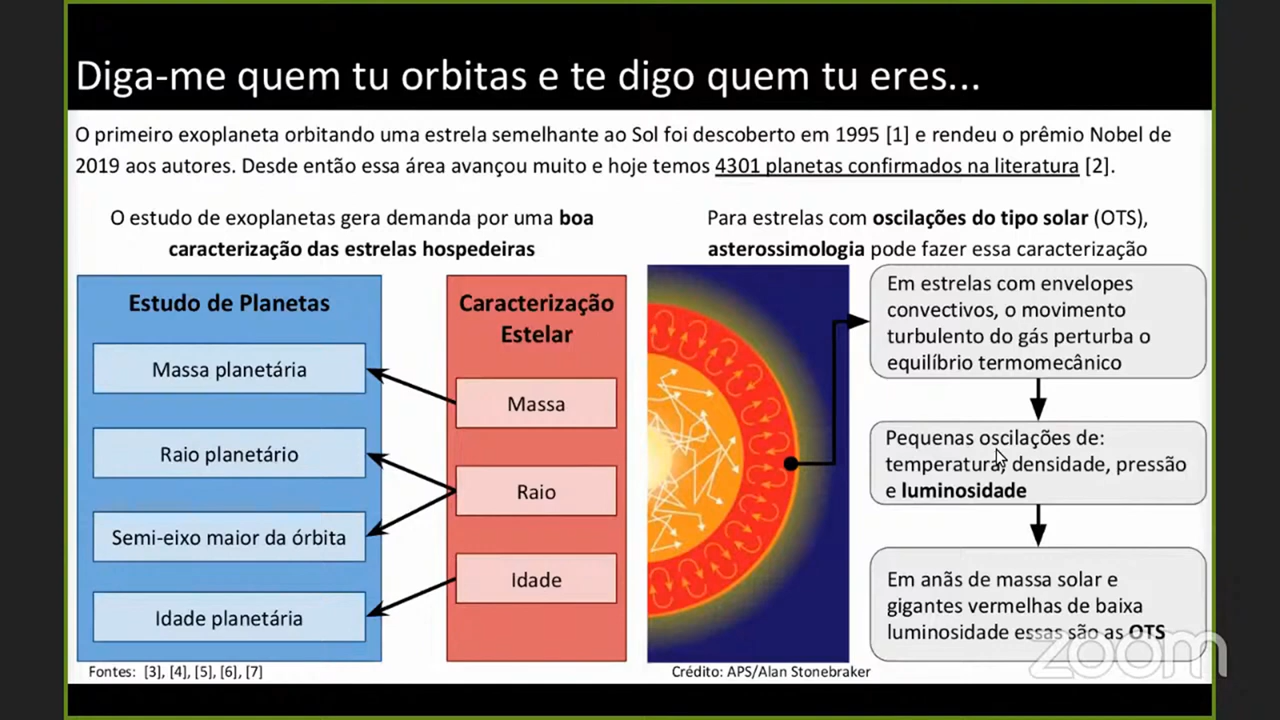 Diga-me quem tu orbitas e te digo quem tu eres...
O primeiro exoplaneta orbitando uma estrela semelhante ao Sol foi descoberto em 1995 [1] e rendeu o prêmio Nobel de
2019 aos autores. Desde então essa área avançou muito e hoje temos 4301 planetas confirmados na literatura [2].
O estudo de exoplanetas gera demanda por uma boa
caracterização das estrelas hospedeiras
Estudo de Planetas
Massa planetária
Raio planetário
Semi-eixo maior da órbita
Idade planetária
Caracterização
Estelar
Massa
Raio
Idade
Fontes: [3], [4], [5], [6], [7]
Para estrelas com oscilações do tipo solar (OTS),
asterossimologia pode fazer essa caracterização
Em estrelas com envelopes
convectivos, o movimento
turbulento do gás perturba o
equilíbrio termomecânico
Pequenas oscilações de:
temperatura, densidade, pressão
e luminosidade
Em anãs de massa solar e
gigantes vermelhas de baixa
luminosidade essas são as OTS
Crédito: APS/Alan Stonebraker
zoom